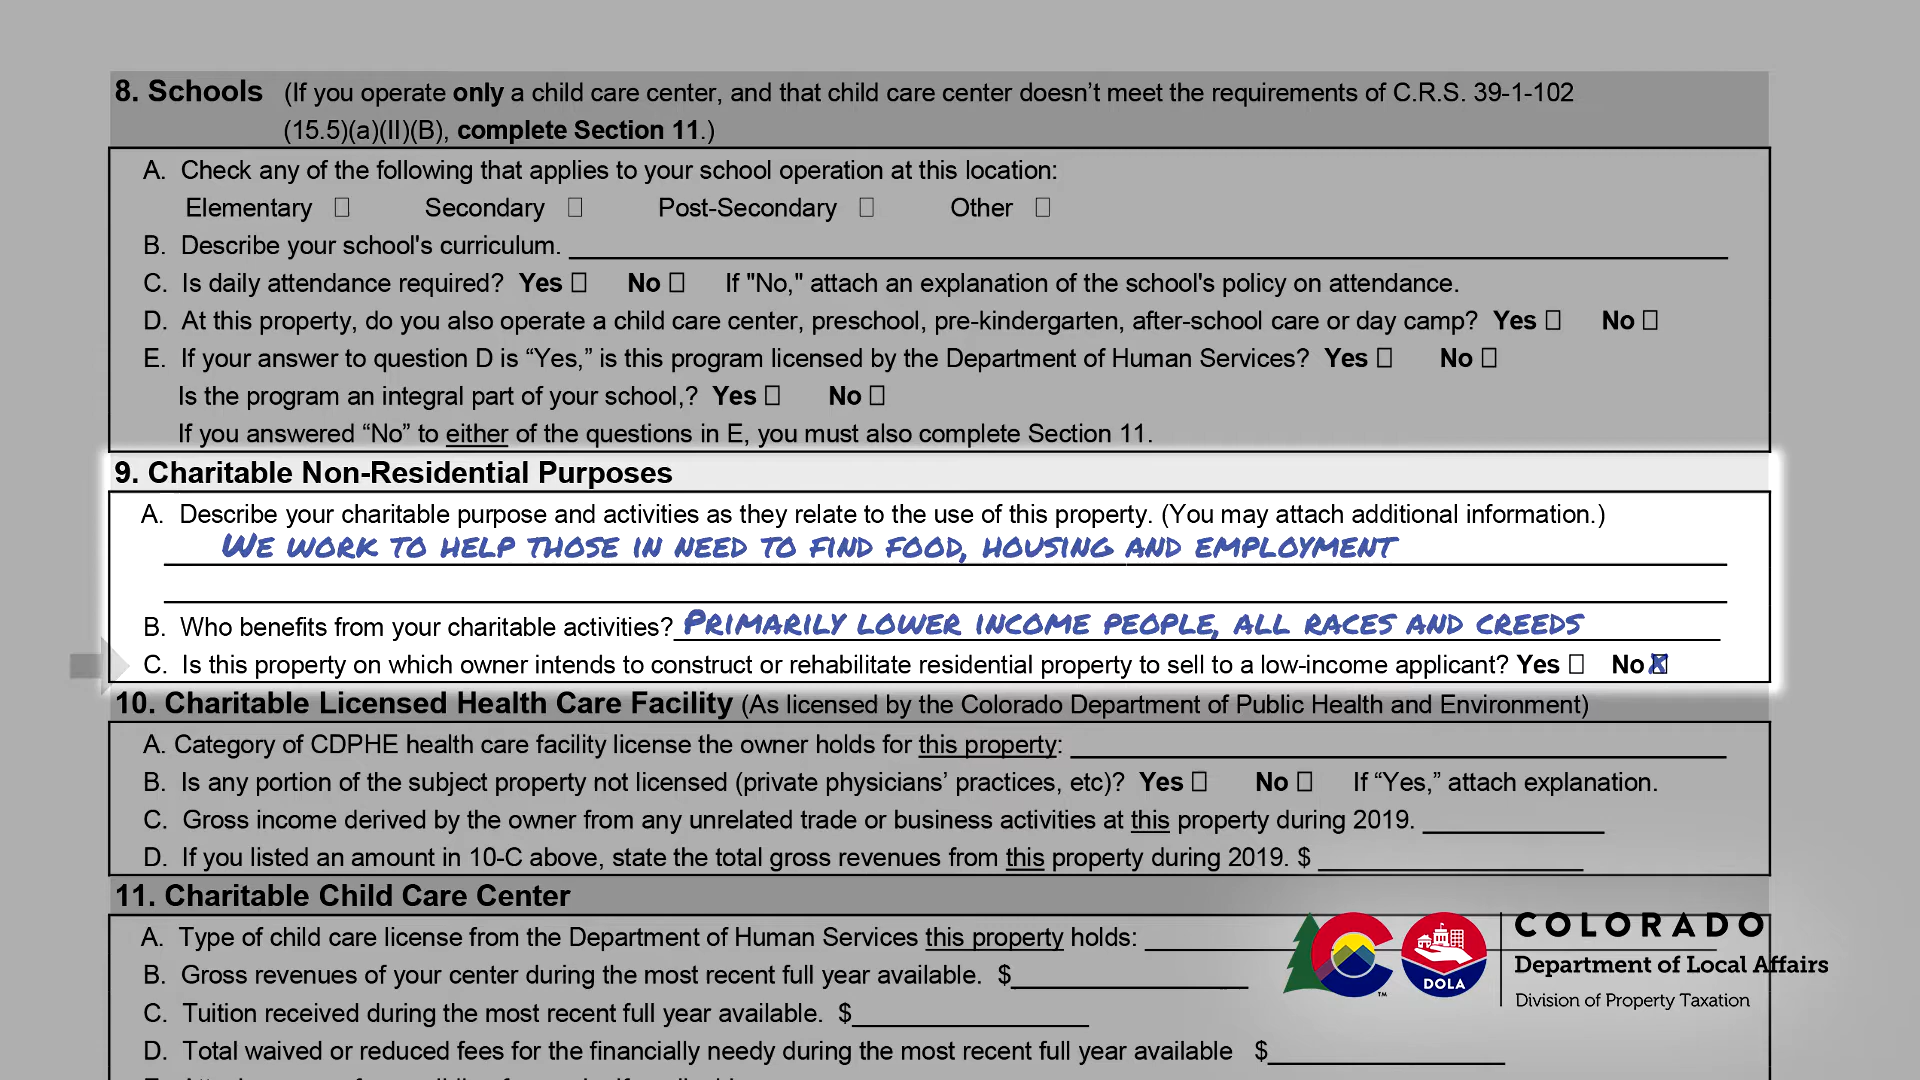 8. Schools (If you operate only a child care center, and that child care center doesn’t meet the requirements of C.R.S. 39-1-102
(15.5)(a)(II)(B), complete Section 11.)
A. Check any of the following that applies to your school operation at this location:
Elementary ☐ Secondary ☐ Post-Secondary ☐ Other ☐
B. Describe your school's curriculum.
C. Is daily attendance required? Yes ☐ No ☐ If "No," attach an explanation of the school's policy on attendance.
D. At this property, do you also operate a child care center, preschool, pre-kindergarten, after-school care or day camp? Yes ☐ No ☐
E. If your answer to question D is “Yes,” is this program licensed by the Department of Human Services? Yes ☐ No ☐
Is the program an integral part of your school,? Yes ☐ No ☐
If you answered “No” to either of the questions in E, you must also complete Section 11.
9. Charitable Non-Residential Purposes
A. Describe your charitable purpose and activities as they relate to the use of this property. (You may attach additional information.)
WE WORK TO HELP THOSE IN NEED TO FIND FOOD, HOUSING AND EMPLOYMENT
B. Who benefits from your charitable activities? PRIMARILY LOWER INCOME PEOPLE, ALL RACES AND CREEDS
C. Is this property on which owner intends to construct or rehabilitate residential property to sell to a low-income applicant? Yes ☐ No ☒
10. Charitable Licensed Health Care Facility (As licensed by the Colorado Department of Public Health and Environment)
A. Category of CDPHE health care facility license the owner holds for this property:
B. Is any portion of the subject property not licensed (private physicians’ practices, etc)? Yes ☐ No ☐ If “Yes,” attach explanation.
C. Gross income derived by the owner from any unrelated trade or business activities at this property during 2019.
D. If you listed an amount in 10-C above, state the total gross revenues from this property during 2019. $
11. Charitable Child Care Center
A. Type of child care license from the Department of Human Services this property holds:
B. Gross revenues of your center during the most recent full year available. $
C. Tuition received during the most recent full year available. $
D. Total waived or reduced fees for the financially needy during the most recent full year available $
TM
DOLA
COLORADO
Department of Local Affairs
Division of Property Taxation